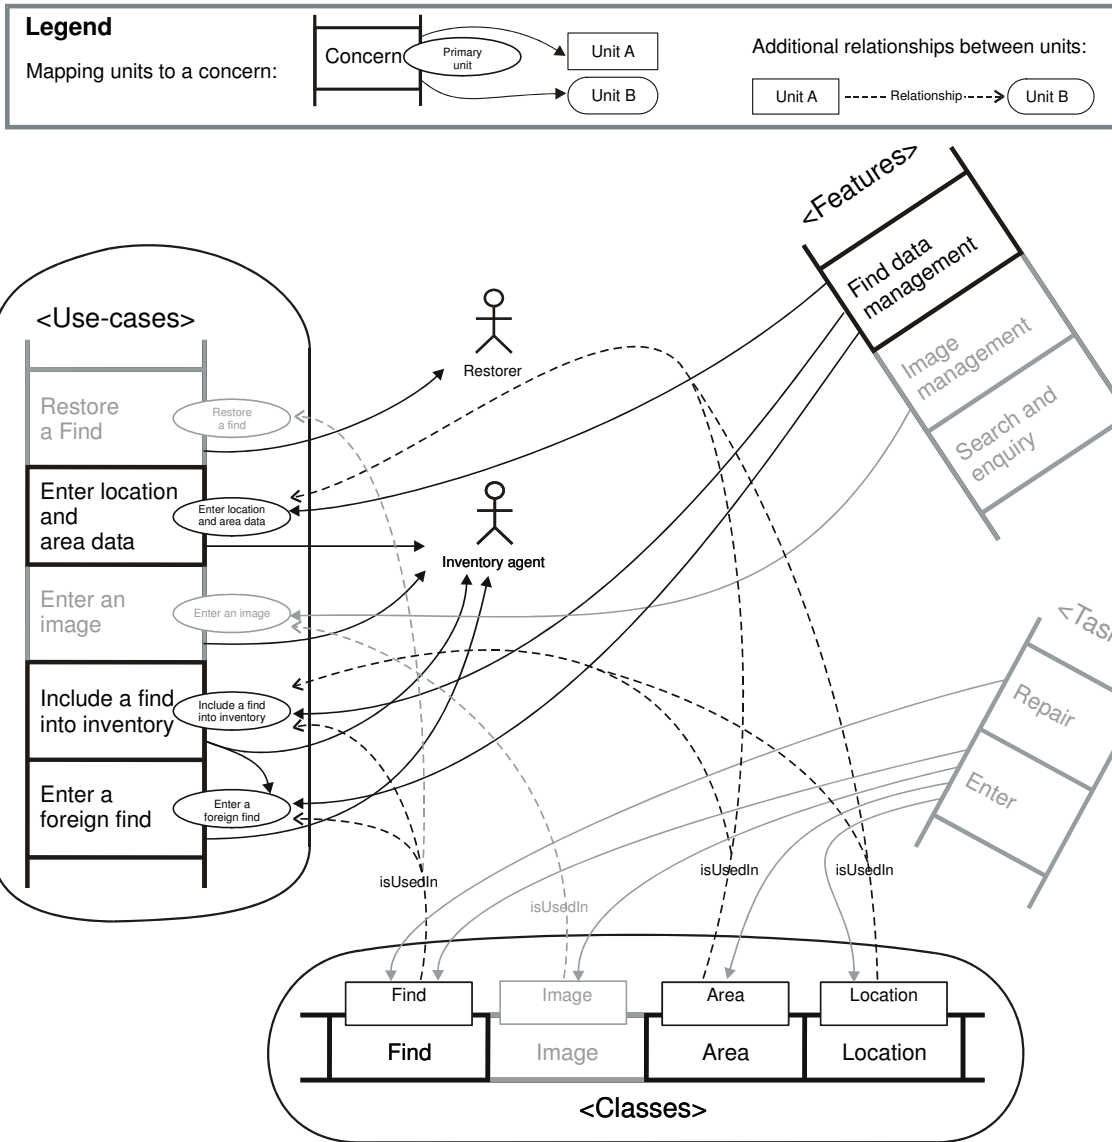 Legend
Mapping units to a concern:
Concern
Primary
unit
Unit A
Unit B
Additional relationships between units:
Unit A
Relationship
Unit B
<Features>
Find data
management
Image
management
Search and
enquiry
<Use-cases>
Restore
a Find
Restore
a find
Enter location
and
area data
Enter location
and area data
Enter an
image
Enter an image
Include a find
into inventory
Include a find
into inventory
Enter a
foreign find
Enter a
foreign find
Restorer
Inventory agent
<Tas
Repair
Enter
isUsedIn
isUsedIn
isUsedIn
isUsedIn
Find
Image
Area
Location
Find
Image
Area
Location
<Classes>